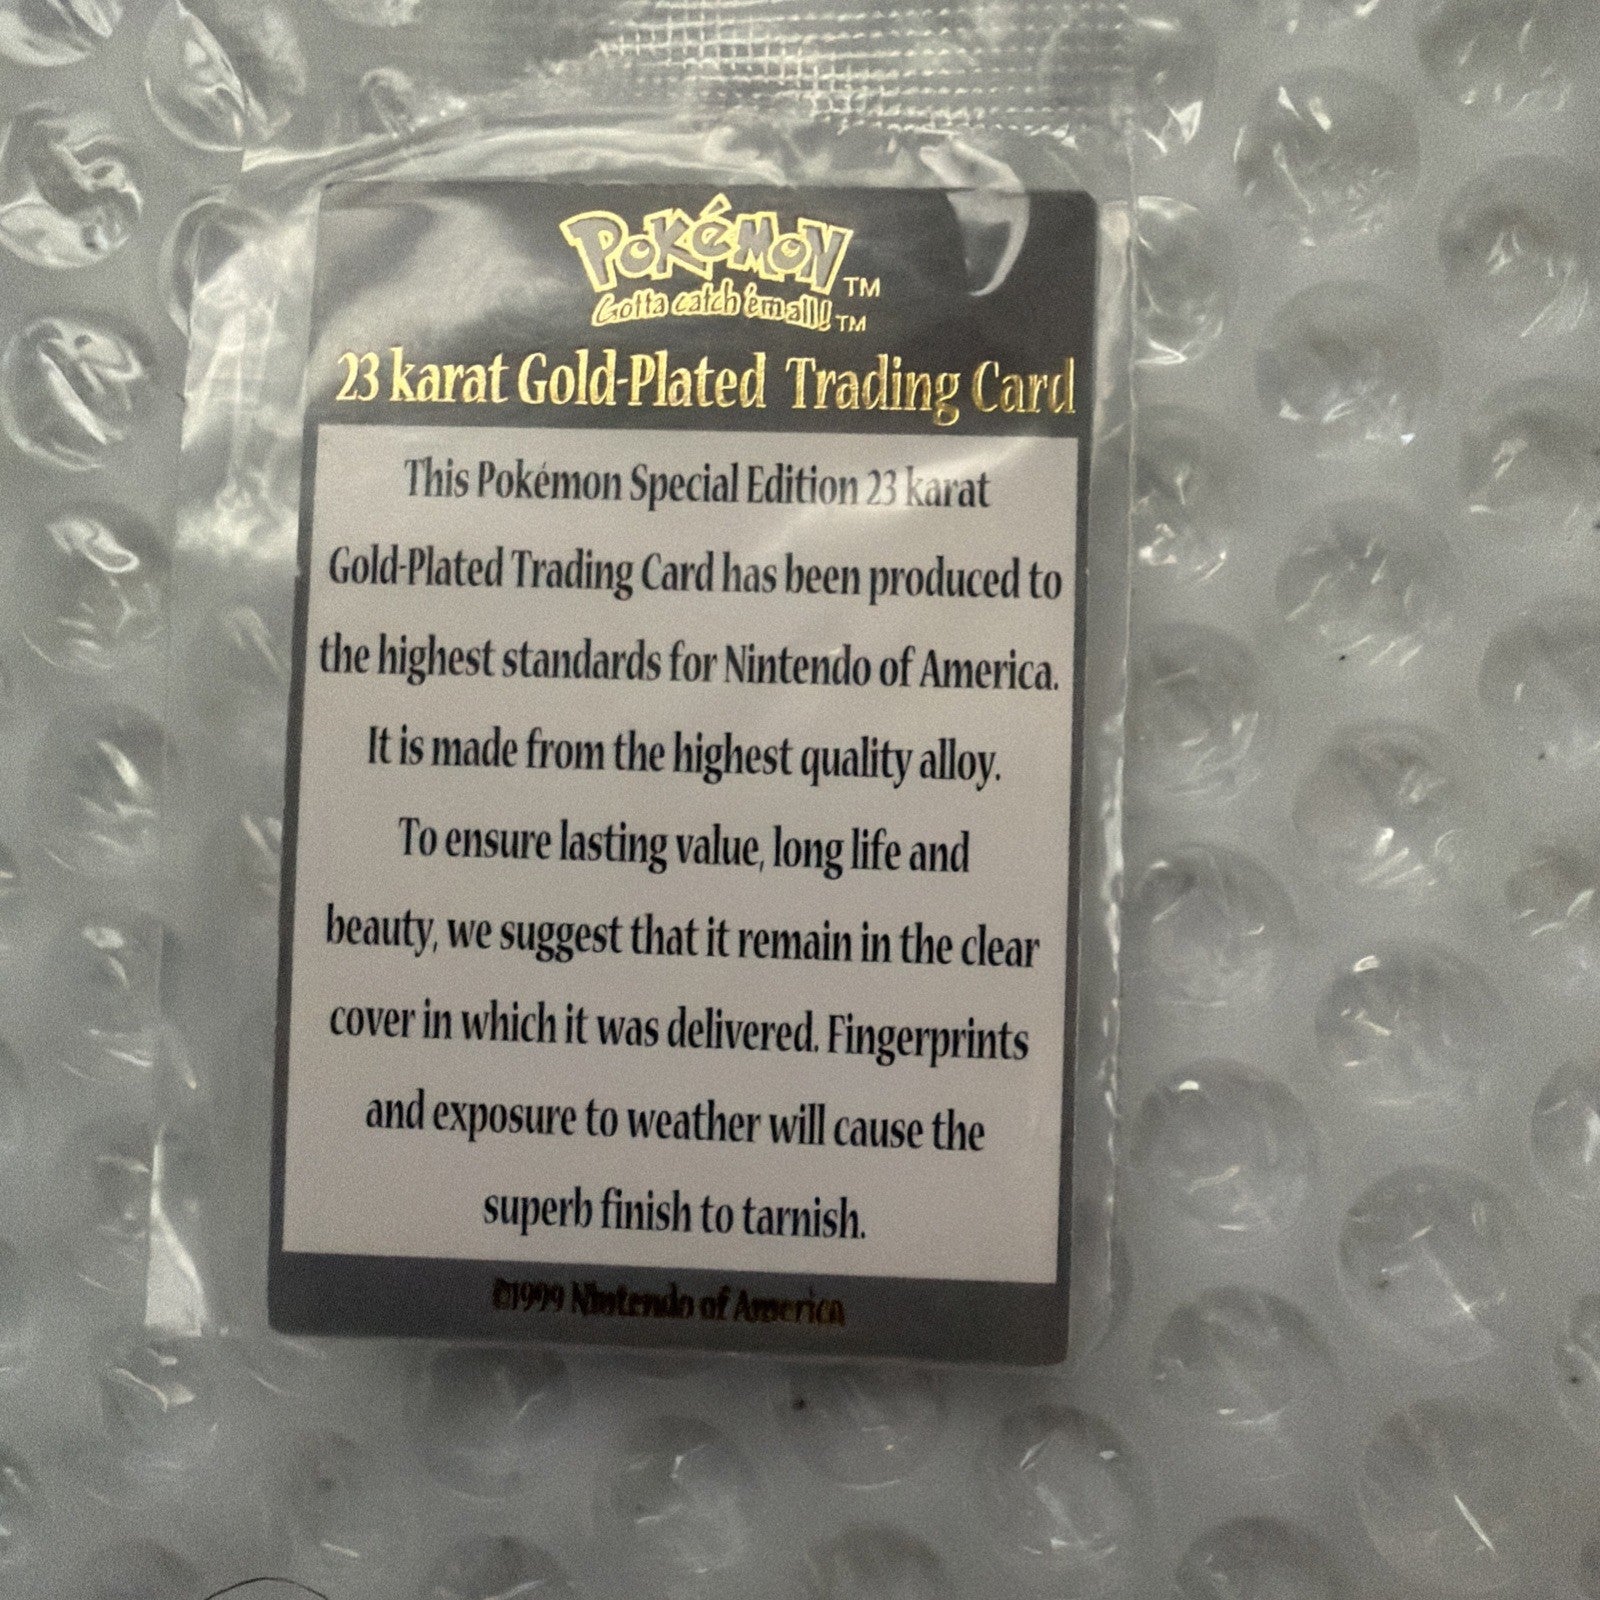 POKéMON TM
Gotta catch 'em all! TM
23 karat Gold-Plated Trading Card
This Pokémon Special Edition 23 karat
Gold-Plated Trading Card has been produced to
the highest standards for Nintendo of America.
It is made from the highest quality alloy.
To ensure lasting value, long life and
beauty, we suggest that it remain in the clear
cover in which it was delivered. Fingerprints
and exposure to weather will cause the
superb finish to tarnish.
©1999 Nintendo of America